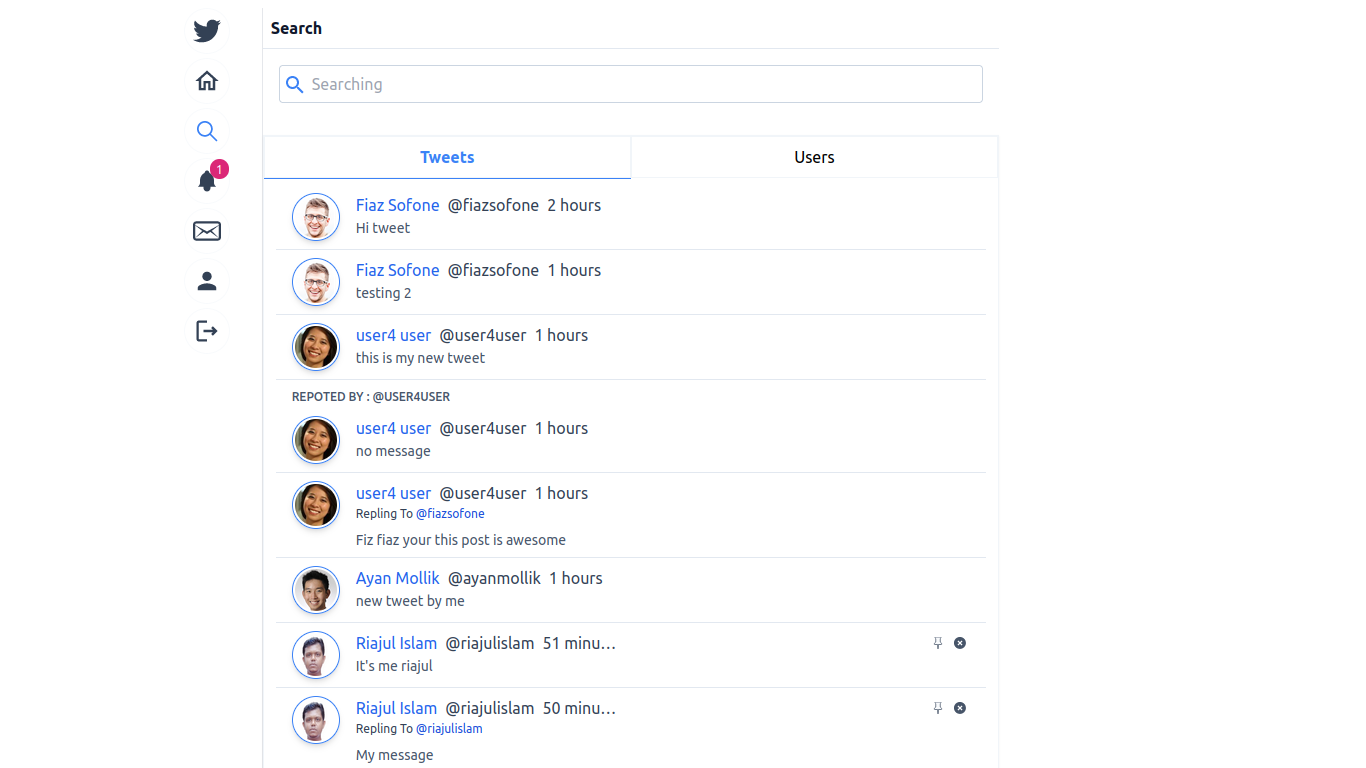 Search
Searching
Tweets
Users
1
Fiaz Sofone @fiazsofone 2 hours
Hi tweet
Fiaz Sofone @fiazsofone 1 hours
testing 2
user4 user @user4user 1 hours
this is my new tweet
REPOTED BY : @USER4USER
user4 user @user4user 1 hours
no message
user4 user @user4user 1 hours
Repling To @fiazsofone
Fiz fiaz your this post is awesome
Ayan Mollik @ayanmollik 1 hours
new tweet by me
Riajul Islam @riajulislam 51 minu…
It's me riajul
Riajul Islam @riajulislam 50 minu…
Repling To @riajulislam
My message